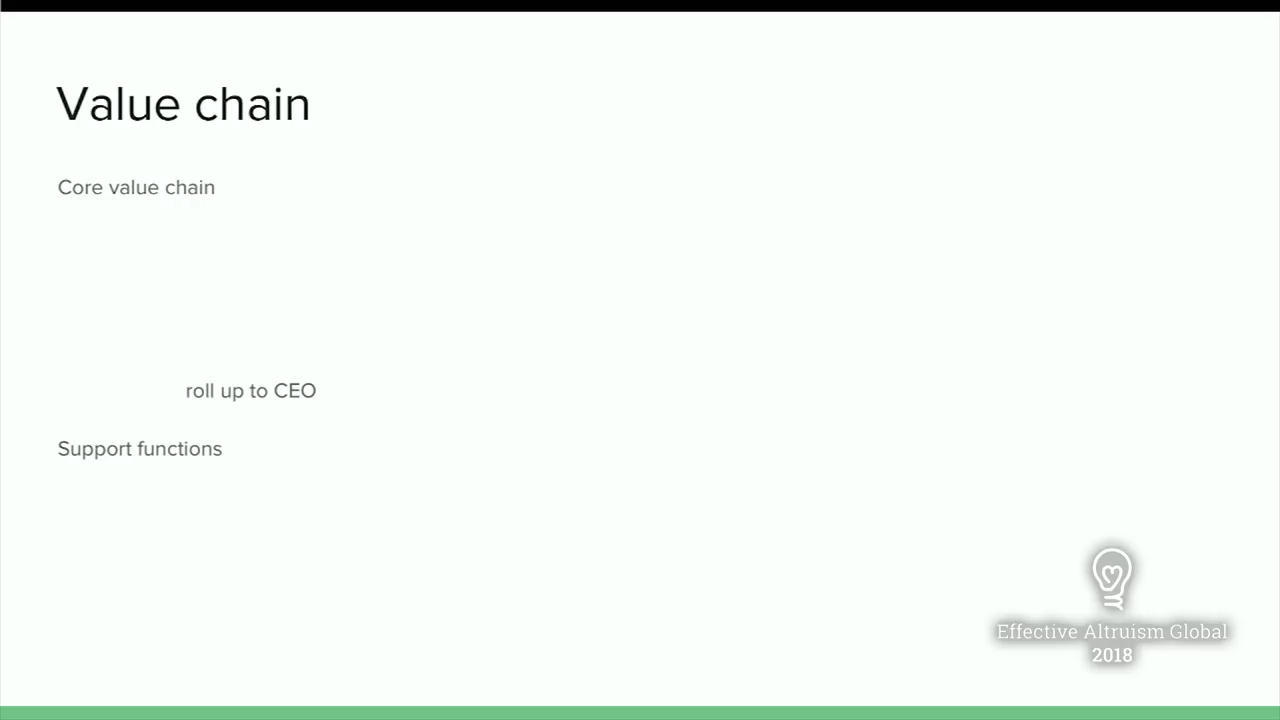 Value chain
Core value chain
roll up to CEO
Support functions
Effective Altruism Global
2018